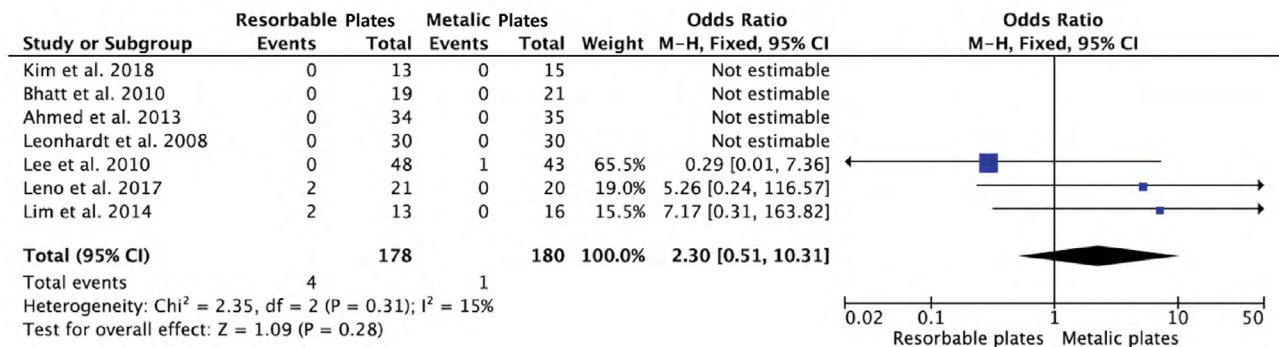 Resorbable Plates Metalic Plates Odds Ratio Odds Ratio
Study or Subgroup Events Total Events Total Weight M-H, Fixed, 95% CI M-H, Fixed, 95% CI
Kim et al. 2018 0 13 0 15 Not estimable
Bhatt et al. 2010 0 19 0 21 Not estimable
Ahmed et al. 2013 0 34 0 35 Not estimable
Leonhardt et al. 2008 0 30 0 30 Not estimable
Lee et al. 2010 0 48 1 43 65.5% 0.29 [0.01, 7.36]
Leno et al. 2017 2 21 0 20 19.0% 5.26 [0.24, 116.57]
Lim et al. 2014 2 13 0 16 15.5% 7.17 [0.31, 163.82]
Total (95% CI) 178 180 100.0% 2.30 [0.51, 10.31]
Total events 4 1
Heterogeneity: Chi² = 2.35, df = 2 (P = 0.31); I² = 15%
Test for overall effect: Z = 1.09 (P = 0.28)
0.02 0.1 1 10 50
Resorbable plates Metalic plates